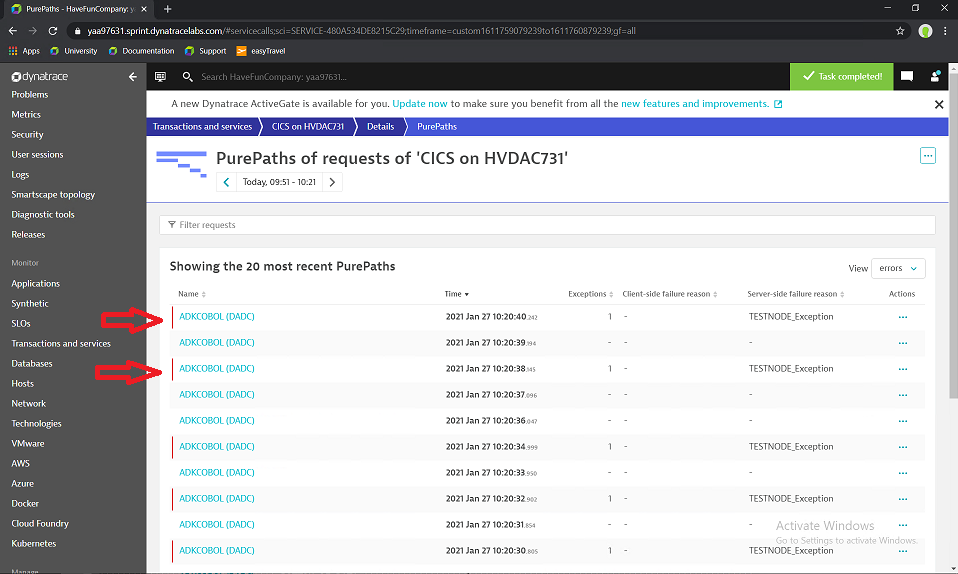 PurePaths - HaveFunCompany: ya
yaa97631.sprint.dynatracelabs.com/#servicecalls;sci=SERVICE-480A534DE8215C29;timeframe=custom1611759079239to1611760879239;gf=all
Apps University Documentation Support easyTravel
dynatrace
Search HaveFunCompany: yaa97631...
Task completed!
Problems
Metrics
Security
User sessions
Logs
Smartscape topology
Diagnostic tools
Releases
Monitor
Applications
Synthetic
SLOs
Transactions and services
Databases
Hosts
Network
Technologies
VMware
AWS
Azure
Docker
Cloud Foundry
Kubernetes
Manage
A new Dynatrace ActiveGate is available for you. Update now to make sure you benefit from all the new features and improvements.
Transactions and services CICS on HVDAC731 Details PurePaths
PurePaths of requests of 'CICS on HVDAC731'
Today, 09:51 - 10:21
Filter requests
Showing the 20 most recent PurePaths
View errors
Name Time Exceptions Client-side failure reason Server-side failure reason Actions
ADKCOBOL (DADC) 2021 Jan 27 10:20:40.242 1 - TESTNODE_Exception ...
ADKCOBOL (DADC) 2021 Jan 27 10:20:39.194 - - - ...
ADKCOBOL (DADC) 2021 Jan 27 10:20:38.145 1 - TESTNODE_Exception ...
ADKCOBOL (DADC) 2021 Jan 27 10:20:37.096 - - - ...
ADKCOBOL (DADC) 2021 Jan 27 10:20:36.047 - - - ...
ADKCOBOL (DADC) 2021 Jan 27 10:20:34.999 1 - TESTNODE_Exception ...
ADKCOBOL (DADC) 2021 Jan 27 10:20:33.950 - - - ...
ADKCOBOL (DADC) 2021 Jan 27 10:20:32.902 1 - TESTNODE_Exception ...
ADKCOBOL (DADC) 2021 Jan 27 10:20:31.854 - - - ...
ADKCOBOL (DADC) 2021 Jan 27 10:20:30.805 1 - TESTNODE_Exception ...
Activate Windows
Go to Settings to activate Windows.